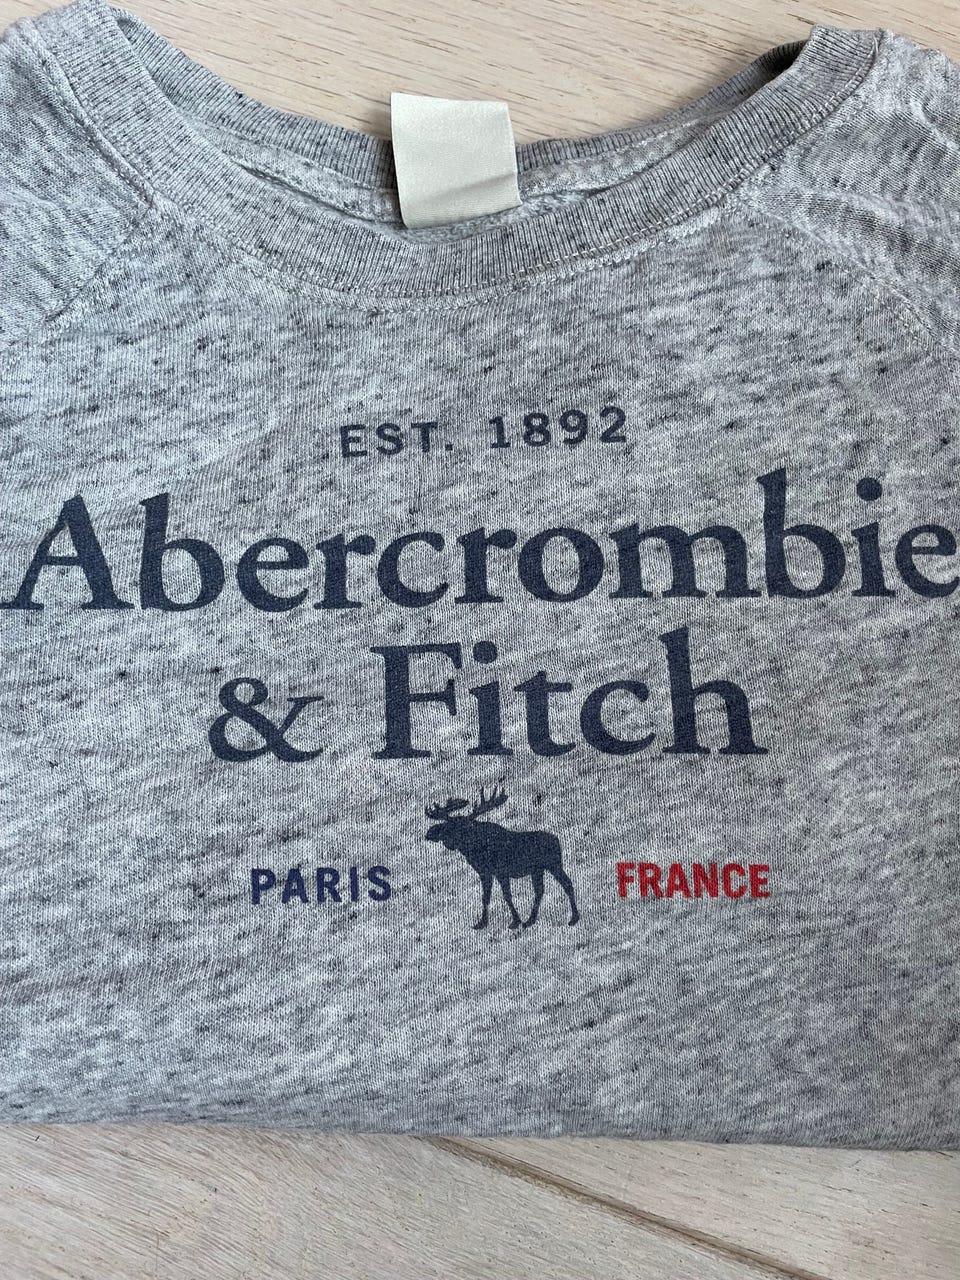 EST. 1892
Abercrombie
& Fitch
PARIS FRANCE